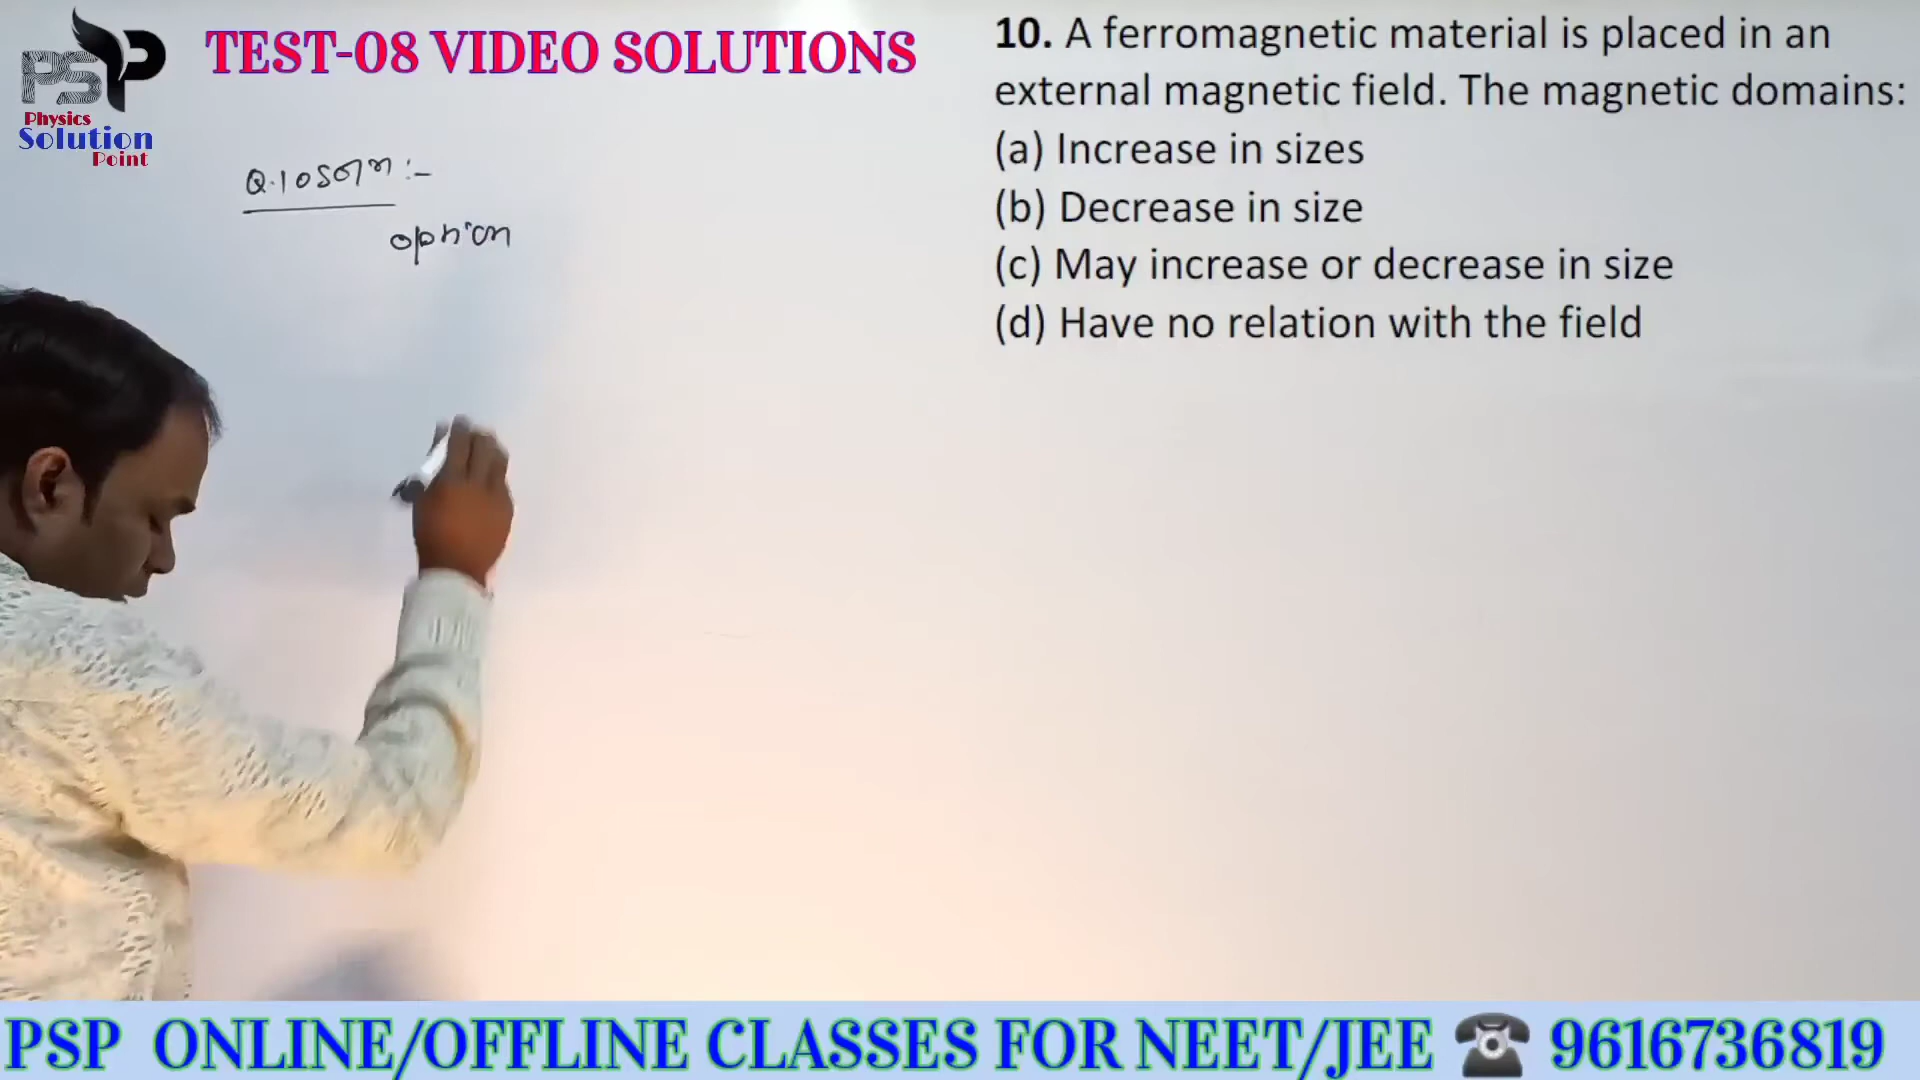 PSP
Physics
Solution
Point
TEST-08 VIDEO SOLUTIONS
10. A ferromagnetic material is placed in an
external magnetic field. The magnetic domains:
(a) Increase in sizes
(b) Decrease in size
(c) May increase or decrease in size
(d) Have no relation with the field
option
PSP ONLINE/OFFLINE CLASSES FOR NEET/JEE ☎ 9616736819